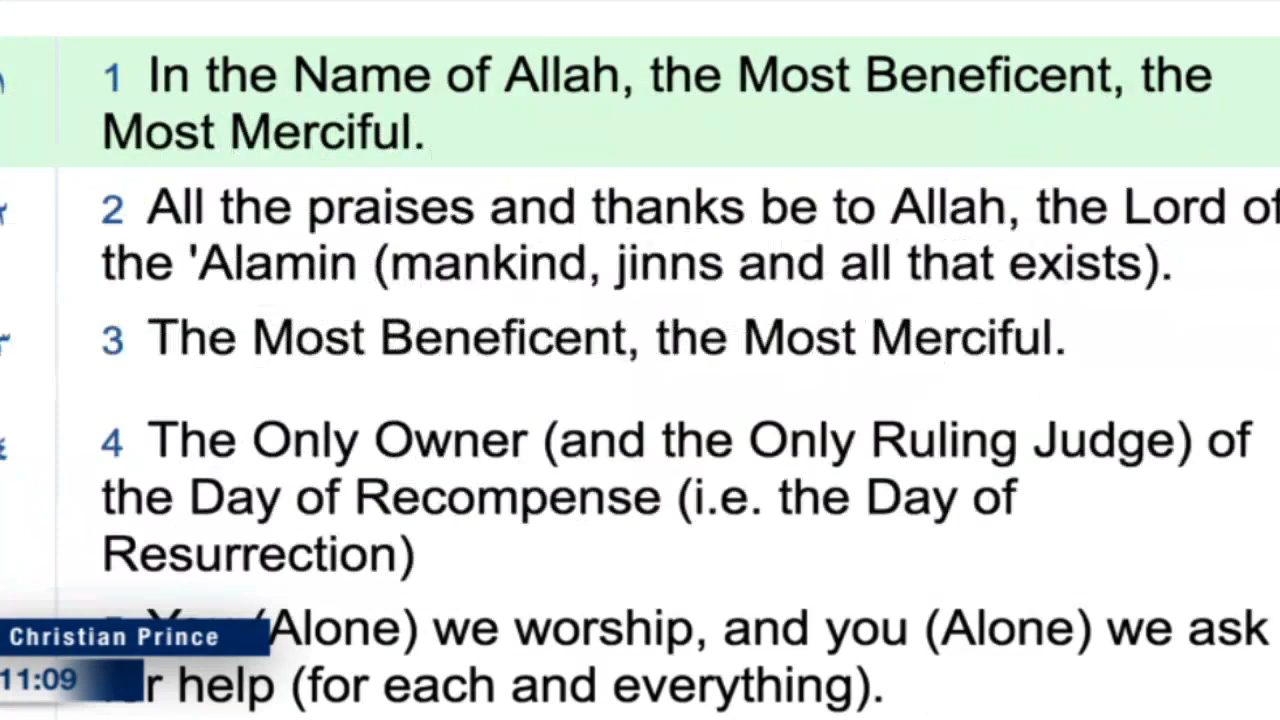 1 In the Name of Allah, the Most Beneficent, the
Most Merciful.
2 All the praises and thanks be to Allah, the Lord of
the 'Alamin (mankind, jinns and all that exists).
3 The Most Beneficent, the Most Merciful.
4 The Only Owner (and the Only Ruling Judge) of
the Day of Recompense (i.e. the Day of
Resurrection)
(Alone) we worship, and you (Alone) we ask
help (for each and everything).
Christian Prince
11:09